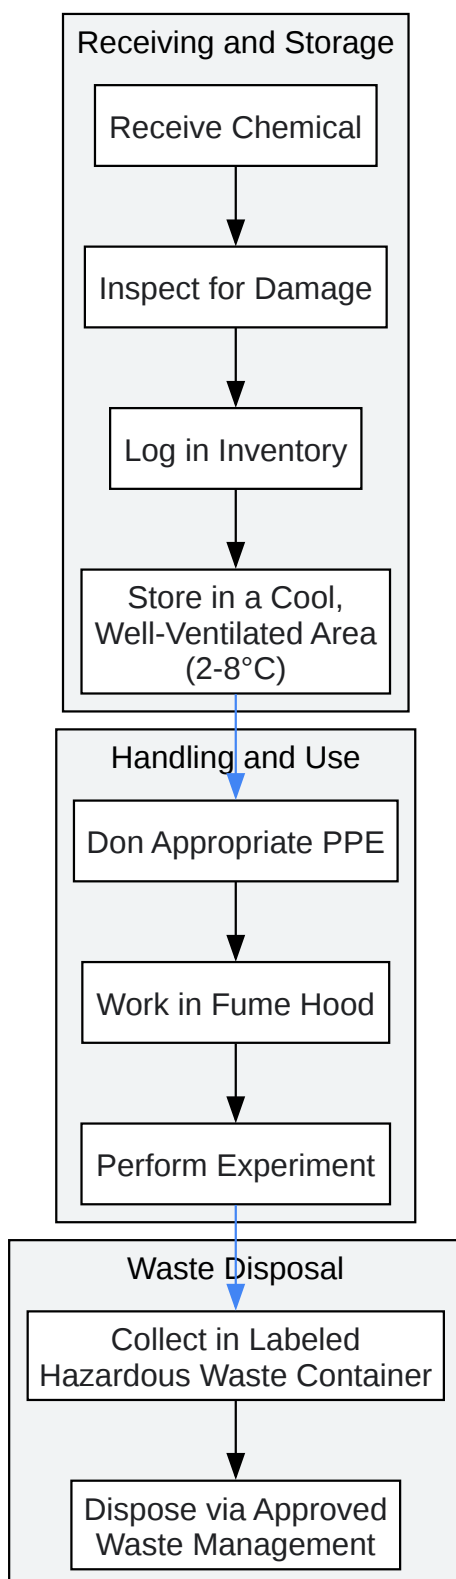 Receiving and Storage
Receive Chemical
Inspect for Damage
Log in Inventory
Store in a Cool,
Well-Ventilated Area
(2-8°C)
Handling and Use
Don Appropriate PPE
Work in Fume Hood
Perform Experiment
Waste Disposal
Collect in Labeled
Hazardous Waste Container
Dispose via Approved
Waste Management